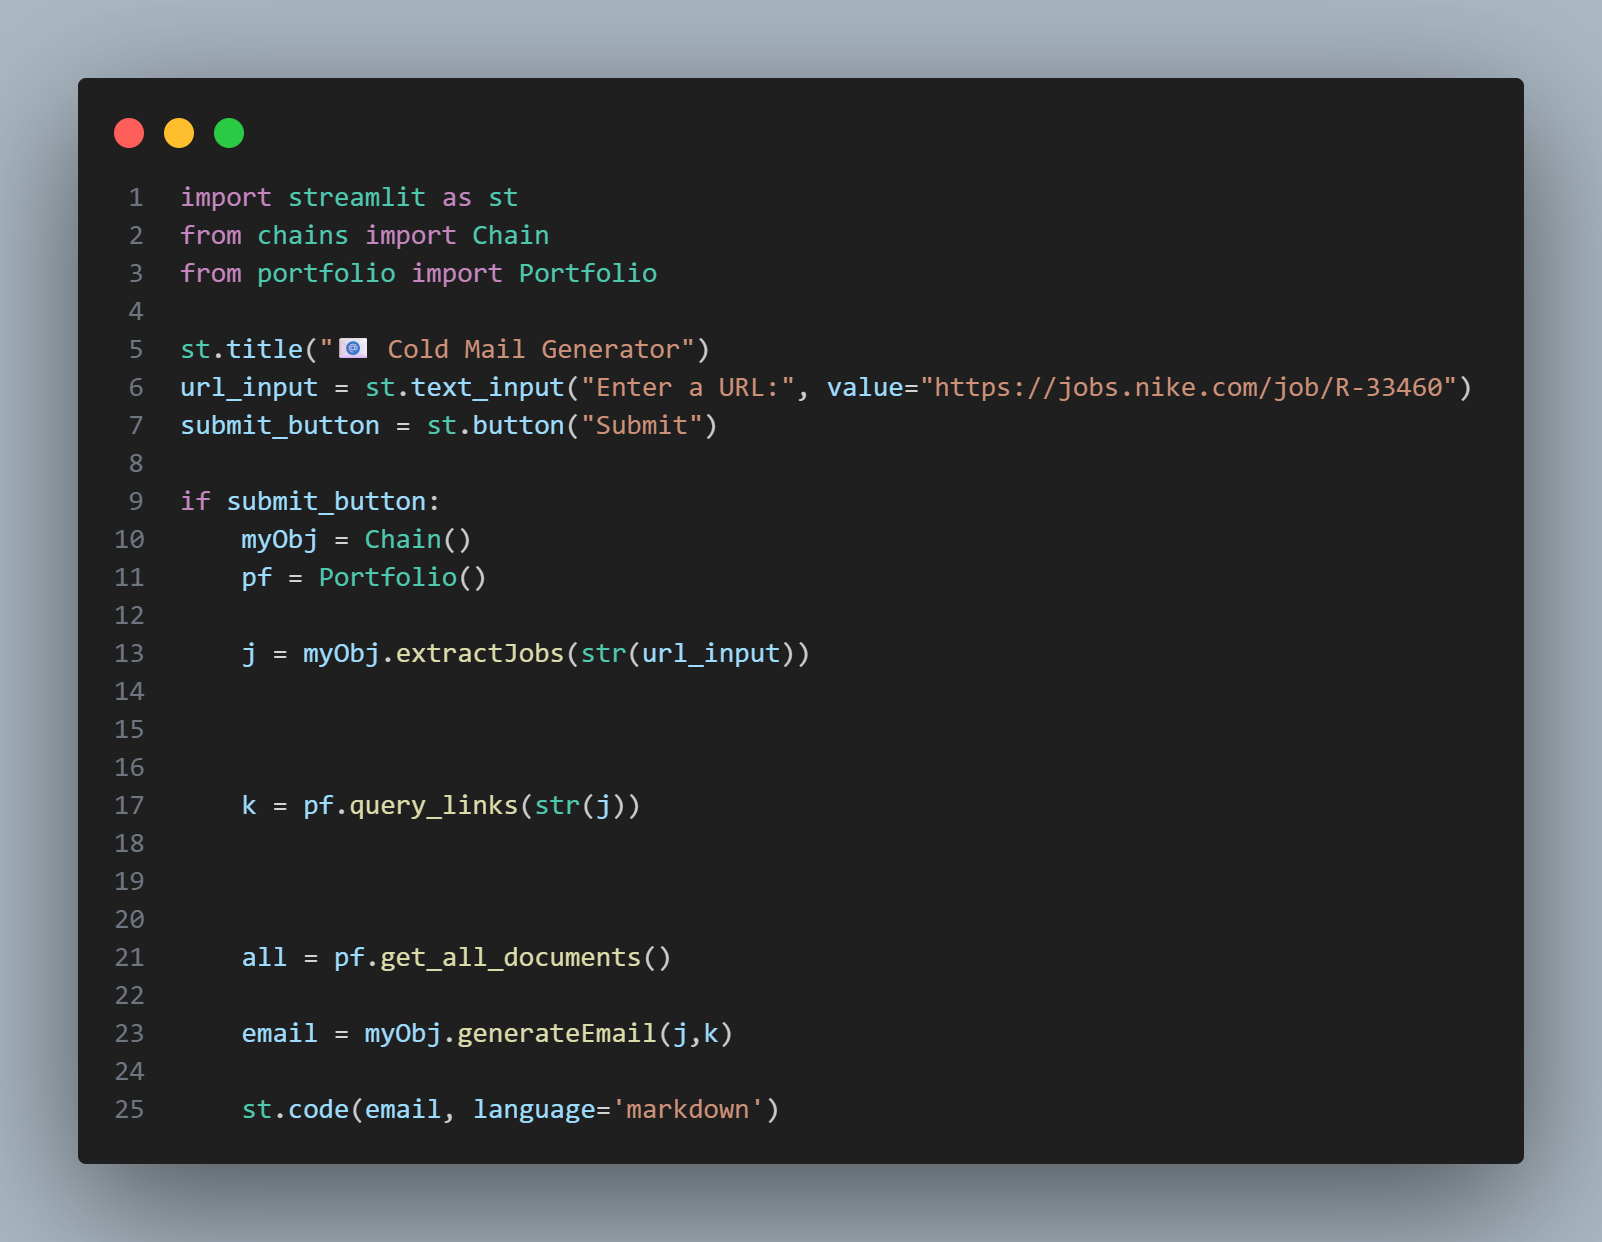 1 import streamlit as st
2 from chains import Chain
3 from portfolio import Portfolio
4
5 st.title("📧 Cold Mail Generator")
6 url_input = st.text_input("Enter a URL:", value="https://jobs.nike.com/job/R-33460")
7 submit_button = st.button("Submit")
8
9 if submit_button:
10     myObj = Chain()
11     pf = Portfolio()
12
13     j = myObj.extractJobs(str(url_input))
14
15
16
17     k = pf.query_links(str(j))
18
19
20
21     all = pf.get_all_documents()
22
23     email = myObj.generateEmail(j,k)
24
25     st.code(email, language='markdown')